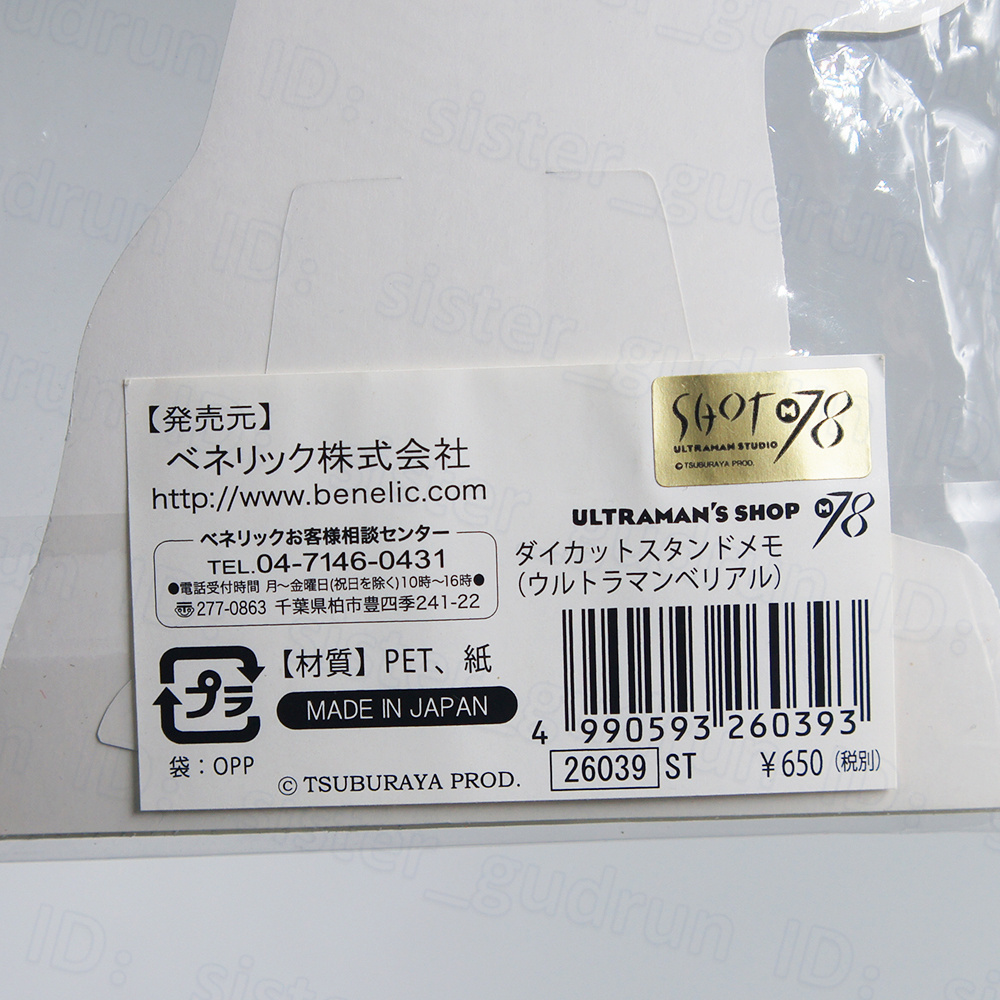 【発売元】
ベネリック株式会社
http://www.benelic.com
ベネリックお客様相談センター
TEL.04-7146-0431
●電話受付時間 月〜金曜日(祝日を除く)10時〜16時●
277-0863 千葉県柏市豊四季241-22
プラ
袋：OPP
【材質】PET、紙
MADE IN JAPAN
© TSUBURAYA PROD.
SHOT M78
ULTRAMAN STUDIO
© TSUBURAYA PROD.
ULTRAMAN'S SHOP M78
ダイカットスタンドメモ
(ウルトラマンベリアル)
4 990593 260393
26039 ST ¥650 (税別)
ID: sister_gudrun